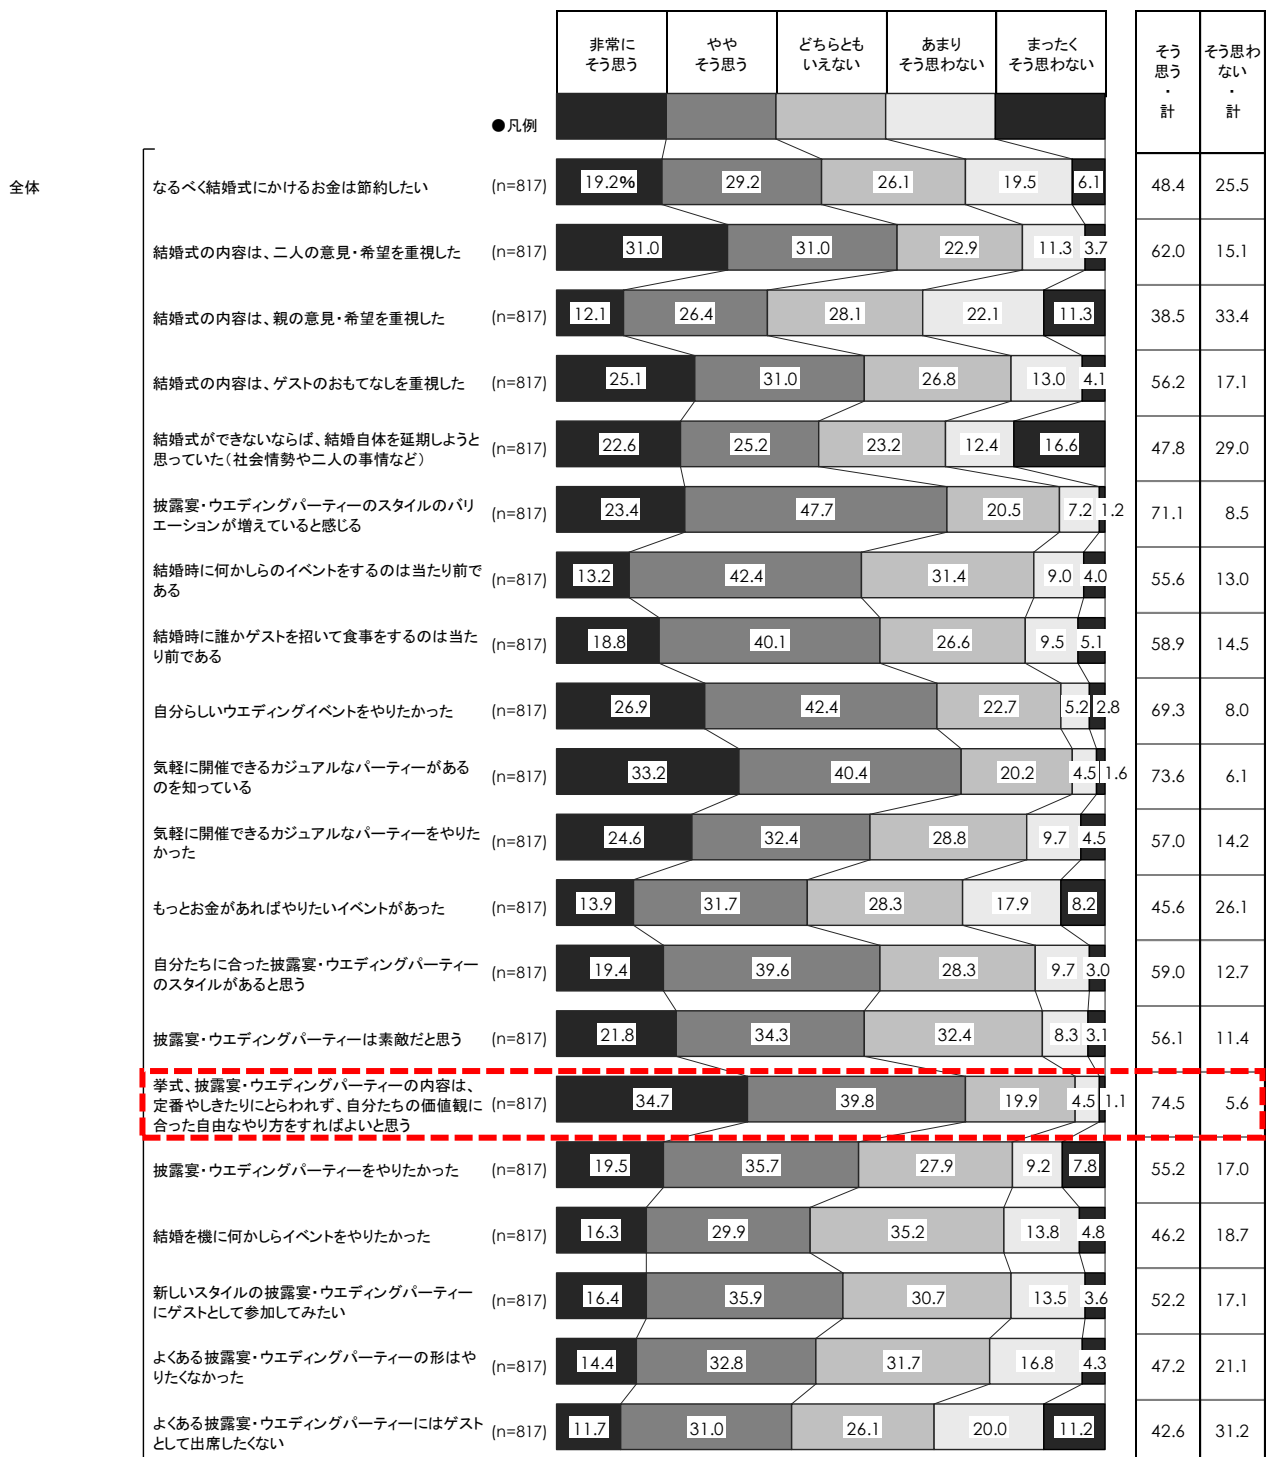 非常に
そう思う
やや
そう思う
どちらとも
いえない
あまり
そう思わない
まったく
そう思わない
そう
思う
・
計
そう思わ
ない
・
計
●凡例
全体
なるべく結婚式にかけるお金は節約したい (n=817) 19.2% 29.2 26.1 19.5 6.1 48.4 25.5
結婚式の内容は、二人の意見・希望を重視した (n=817) 31.0 31.0 22.9 11.3 3.7 62.0 15.1
結婚式の内容は、親の意見・希望を重視した (n=817) 12.1 26.4 28.1 22.1 11.3 38.5 33.4
結婚式の内容は、ゲストのおもてなしを重視した (n=817) 25.1 31.0 26.8 13.0 4.1 56.2 17.1
結婚式ができないならば、結婚自体を延期しようと
思っていた(社会情勢や二人の事情など) (n=817) 22.6 25.2 23.2 12.4 16.6 47.8 29.0
披露宴・ウエディングパーティーのスタイルのバリ
エーションが増えていると感じる (n=817) 23.4 47.7 20.5 7.2 1.2 71.1 8.5
結婚時に何かしらのイベントをするのは当たり前で
ある (n=817) 13.2 42.4 31.4 9.0 4.0 55.6 13.0
結婚時に誰かゲストを招いて食事をするのは当た
り前である (n=817) 18.8 40.1 26.6 9.5 5.1 58.9 14.5
自分らしいウエディングイベントをやりたかった (n=817) 26.9 42.4 22.7 5.2 2.8 69.3 8.0
気軽に開催できるカジュアルなパーティーがある
のを知っている (n=817) 33.2 40.4 20.2 4.5 1.6 73.6 6.1
気軽に開催できるカジュアルなパーティーをやりた
かった (n=817) 24.6 32.4 28.8 9.7 4.5 57.0 14.2
もっとお金があればやりたいイベントがあった (n=817) 13.9 31.7 28.3 17.9 8.2 45.6 26.1
自分たちに合った披露宴・ウエディングパーティー
のスタイルがあると思う (n=817) 19.4 39.6 28.3 9.7 3.0 59.0 12.7
披露宴・ウエディングパーティーは素敵だと思う (n=817) 21.8 34.3 32.4 8.3 3.1 56.1 11.4
挙式、披露宴・ウエディングパーティーの内容は、
定番やしきたりにとらわれず、自分たちの価値観に (n=817) 34.7 39.8 19.9 4.5 1.1 74.5 5.6
合った自由なやり方をすればよいと思う
披露宴・ウエディングパーティーをやりたかった (n=817) 19.5 35.7 27.9 9.2 7.8 55.2 17.0
結婚を機に何かしらイベントをやりたかった (n=817) 16.3 29.9 35.2 13.8 4.8 46.2 18.7
新しいスタイルの披露宴・ウエディングパーティー
にゲストとして参加してみたい (n=817) 16.4 35.9 30.7 13.5 3.6 52.2 17.1
よくある披露宴・ウエディングパーティーの形はや
りたくなかった (n=817) 14.4 32.8 31.7 16.8 4.3 47.2 21.1
よくある披露宴・ウエディングパーティーにはゲスト
として出席したくない (n=817) 11.7 31.0 26.1 20.0 11.2 42.6 31.2